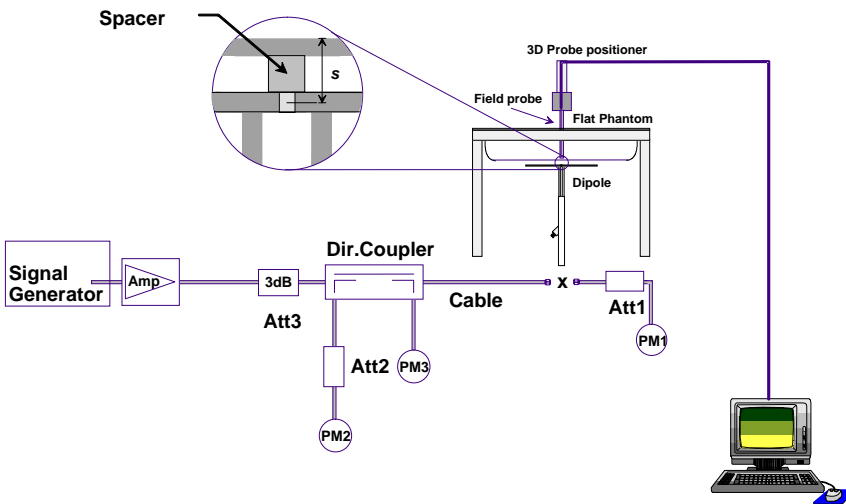 Spacer
s
3D Probe positioner
Field probe
Flat Phantom
Dipole
Signal
Generator
Amp
3dB
Att3
Dir.Coupler
Cable
x
Att1
PM1
Att2
PM3
PM2